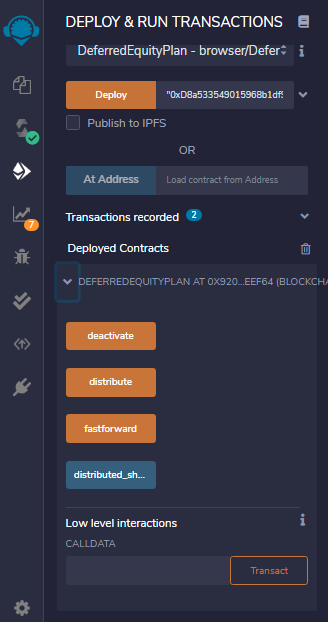 DEPLOY & RUN TRANSACTIONS
DeferredEquityPlan - browser/Defer
Deploy "0xD8a533549015968b1df9
Publish to IPFS
OR
At Address Load contract from Address
Transactions recorded 2
7
Deployed Contracts
DEFERREDEQUITYPLAN AT 0X920...EEF64 (BLOCKCHA
deactivate
distribute
fastforward
distributed_sh...
Low level interactions
CALLDATA
Transact